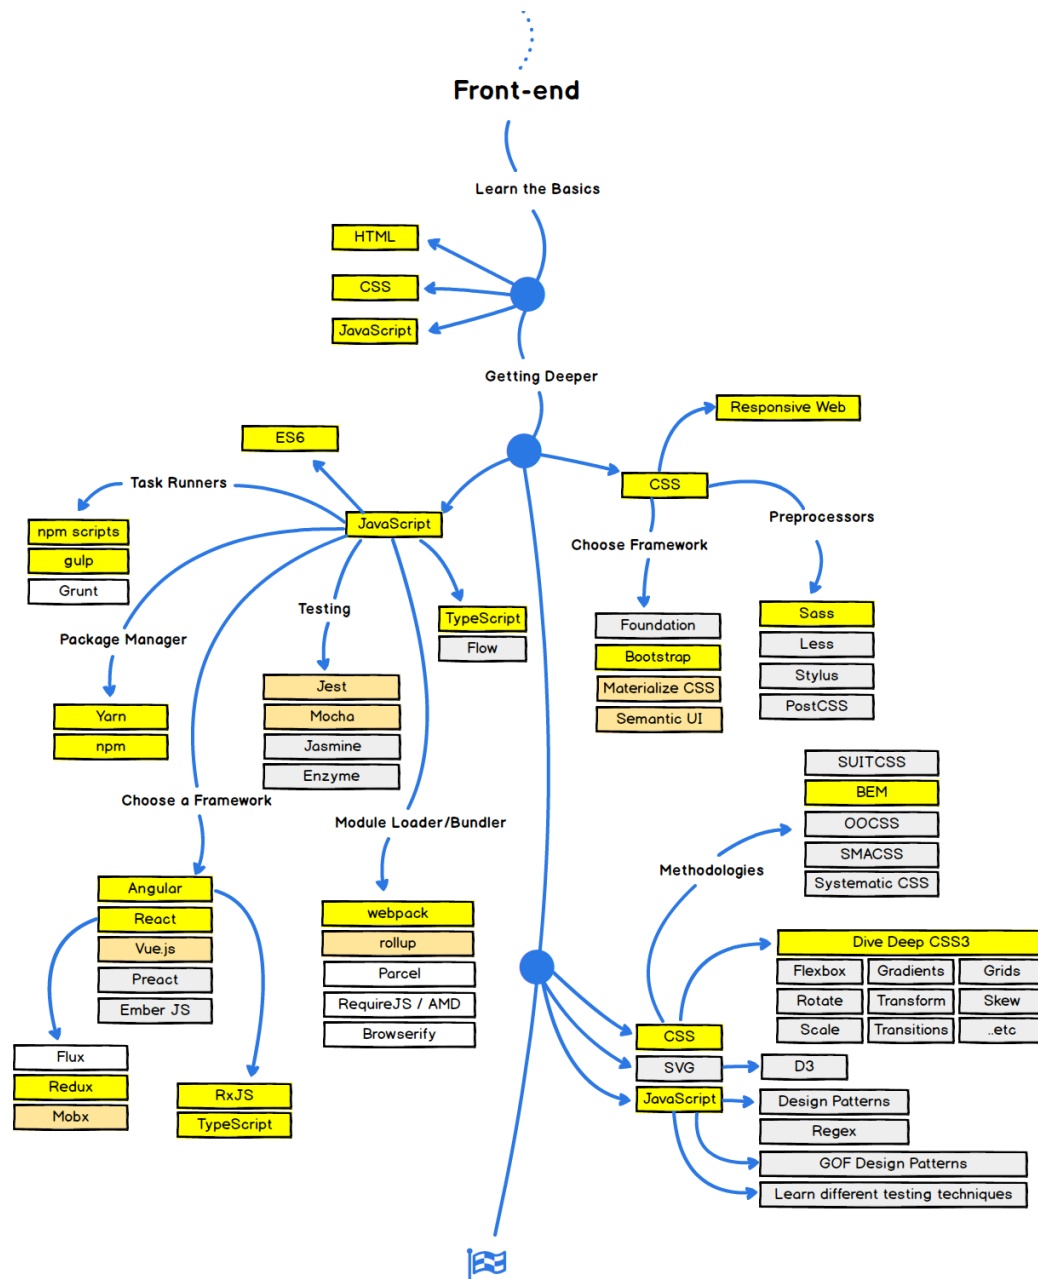 Front-end
Learn the Basics
HTML
CSS
JavaScript
Getting Deeper
Responsive Web
ES6
CSS
Task Runners
JavaScript
Preprocessors
npm scripts
gulp
Grunt
Choose Framework
Testing
TypeScript
Flow
Package Manager
Foundation
Bootstrap
Materialize CSS
Semantic UI
Sass
Less
Stylus
PostCSS
Yarn
npm
Jest
Mocha
Jasmine
Enzyme
Choose a Framework
Module Loader/Bundler
SUITCSS
BEM
OOCSS
SMACSS
Systematic CSS
Methodologies
Angular
React
Vue.js
Preact
Ember JS
webpack
rollup
Parcel
RequireJS / AMD
Browserify
Dive Deep CSS3
Flexbox Gradients Grids
Rotate Transform Skew
Scale Transitions ..etc
Flux
Redux
Mobx
RxJS
TypeScript
CSS
SVG
JavaScript
D3
Design Patterns
Regex
GOF Design Patterns
Learn different testing techniques